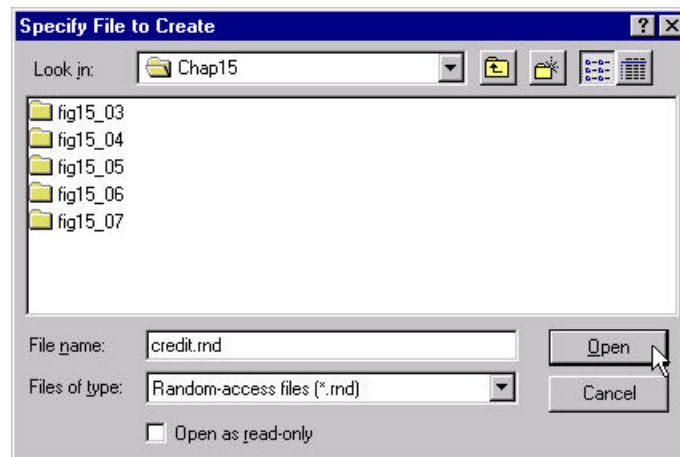 Specify File to Create
Look in: Chap15
fig15_03
fig15_04
fig15_05
fig15_06
fig15_07
File name: credit.rnd Open
Files of type: Random-access files (*.rnd) Cancel
Open as read-only